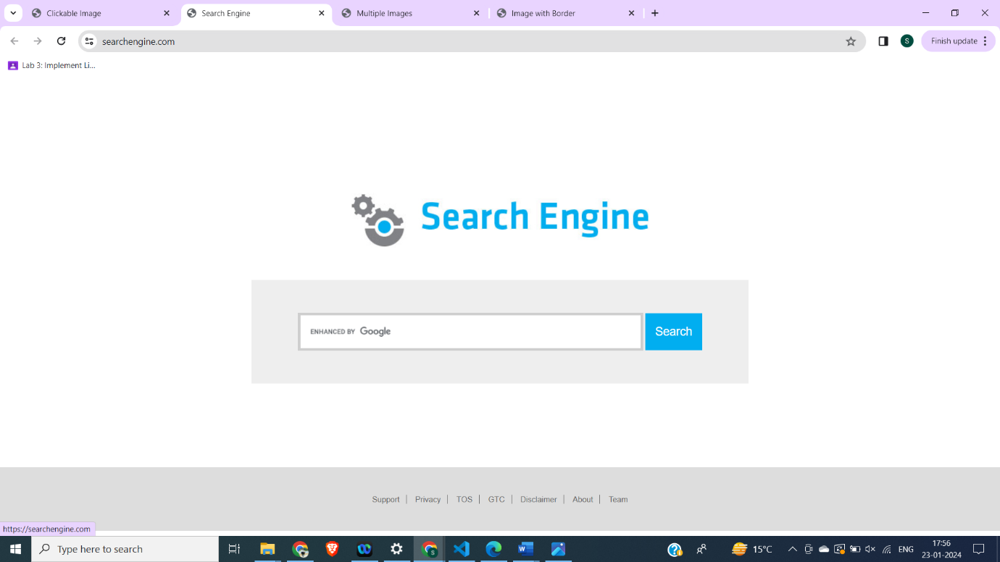 Clickable Image
Search Engine
Multiple Images
Image with Border
searchengine.com
S
Finish update
Lab 3: Implement Li...
Search Engine
ENHANCED BY Google
Search
Support | Privacy | TOS | GTC | Disclaimer | About | Team
https://searchengine.com
Type here to search
S
W
15°C
ENG
17:56
23-01-2024